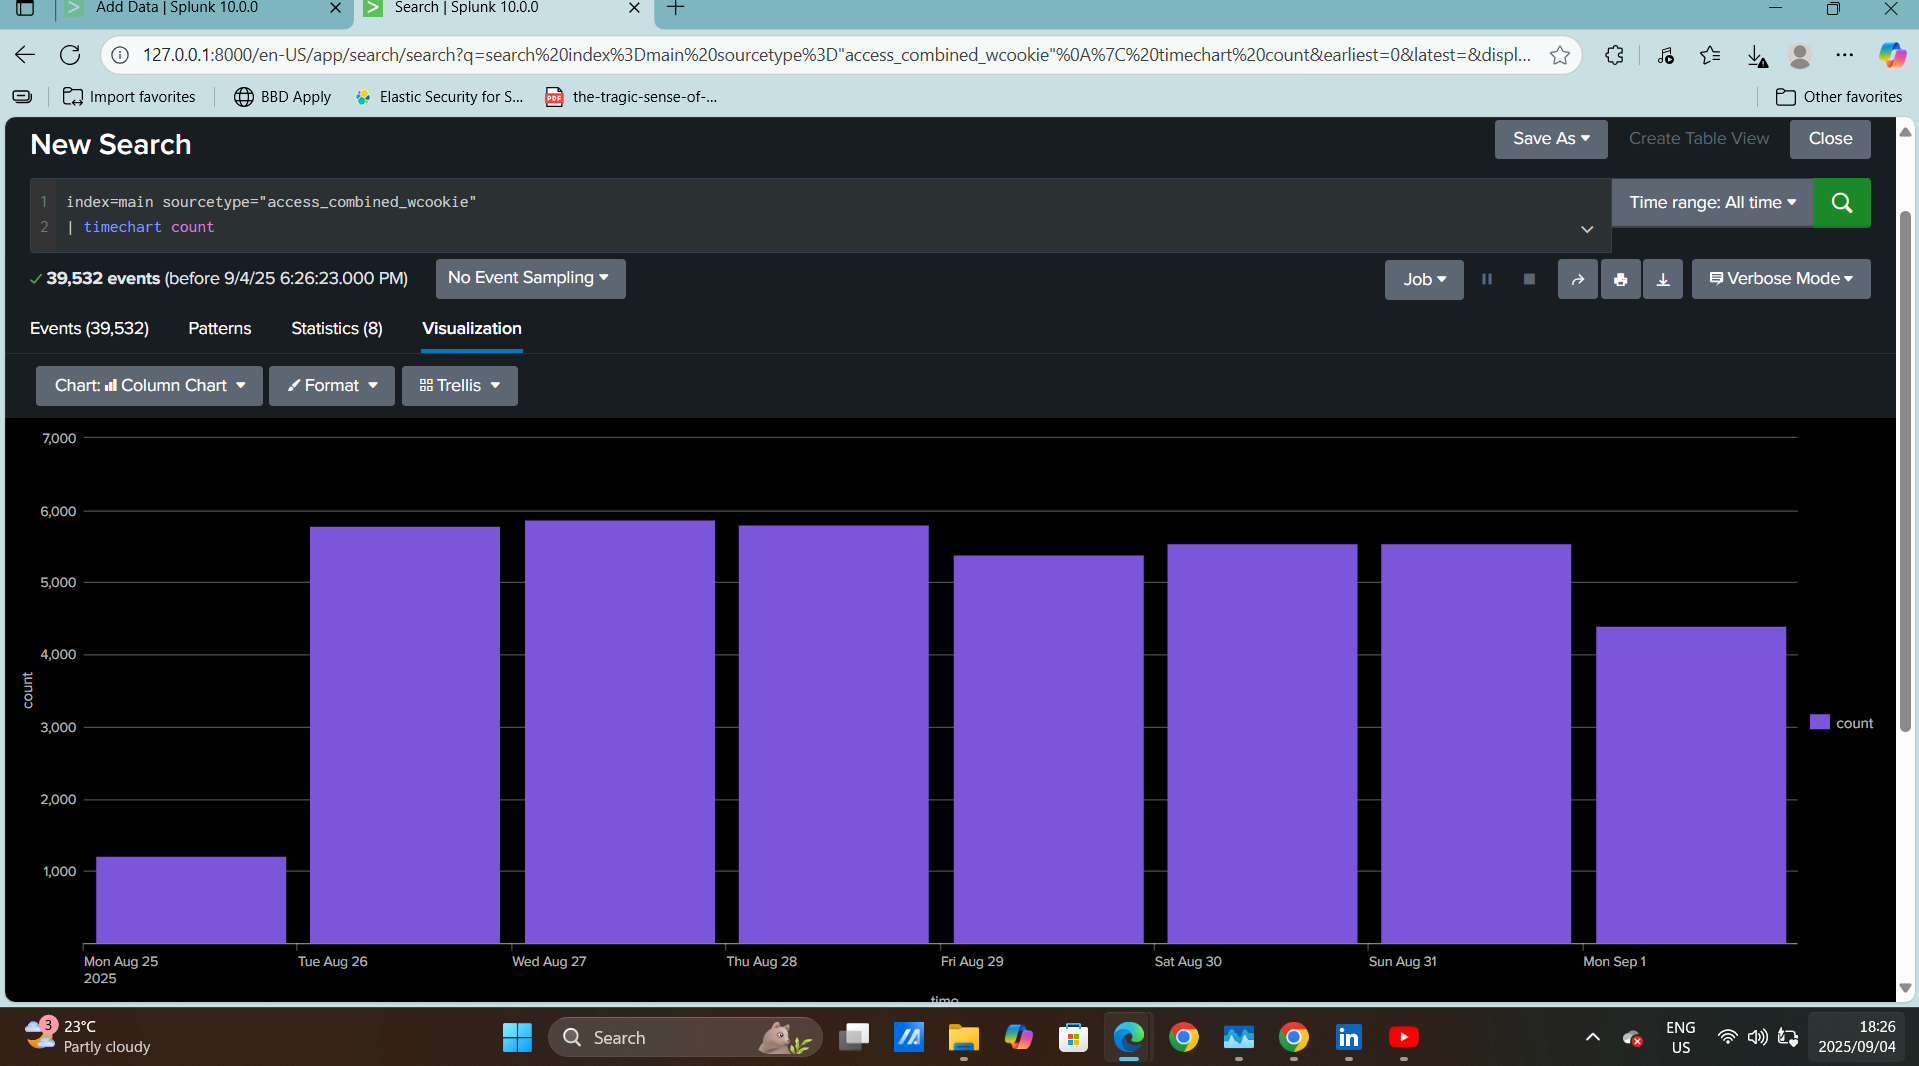 Add Data | Splunk 10.0.0
Search | Splunk 10.0.0
127.0.0.1:8000/en-US/app/search/search?q=search%20index%3Dmain%20sourcetype%3D"access_combined_wcookie"%0A%7C%20timechart%20count&earliest=0&latest=&displ...
Import favorites
BBD Apply
Elastic Security for S...
PDF
the-tragic-sense-of-...
Other favorites
New Search
Save As
Create Table View
Close
1 index=main sourcetype="access_combined_wcookie"
2 | timechart count
Time range: All time
39,532 events (before 9/4/25 6:26:23.000 PM)
No Event Sampling
Job
Verbose Mode
Events (39,532)
Patterns
Statistics (8)
Visualization
Chart: Column Chart
Format
Trellis
7,000
6,000
5,000
4,000
3,000
2,000
1,000
count
count
Mon Aug 25
2025
Tue Aug 26
Wed Aug 27
Thu Aug 28
Fri Aug 29
Sat Aug 30
Sun Aug 31
Mon Sep 1
time
3
23°C
Partly cloudy
Search
in
ENG
US
18:26
2025/09/04